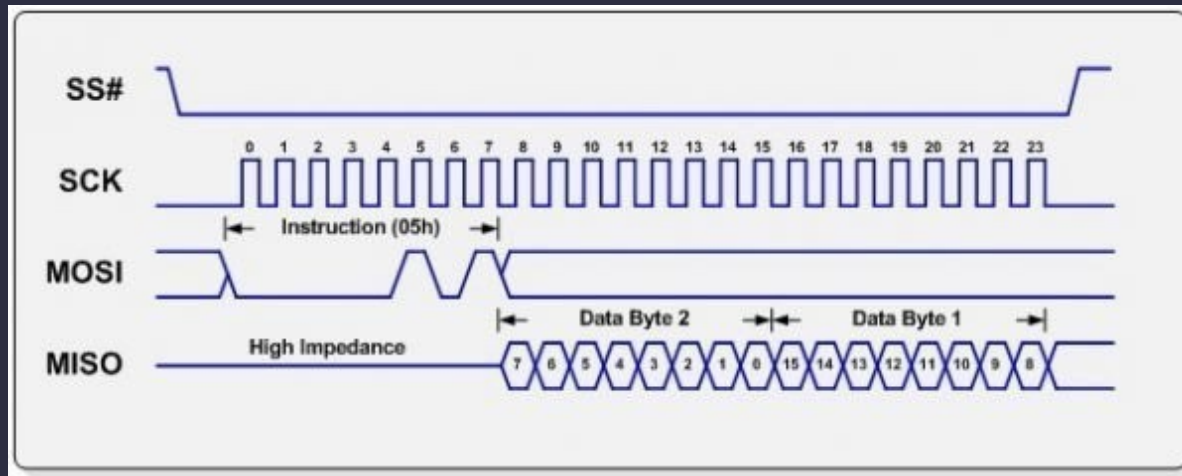 SS#
0 1 2 3 4 5 6 7 8 9 10 11 12 13 14 15 16 17 18 19 20 21 22 23
SCK
Instruction (05h)
MOSI
Data Byte 2 Data Byte 1
High Impedance
MISO
7 6 5 4 3 2 1 0 15 14 13 12 11 10 9 8